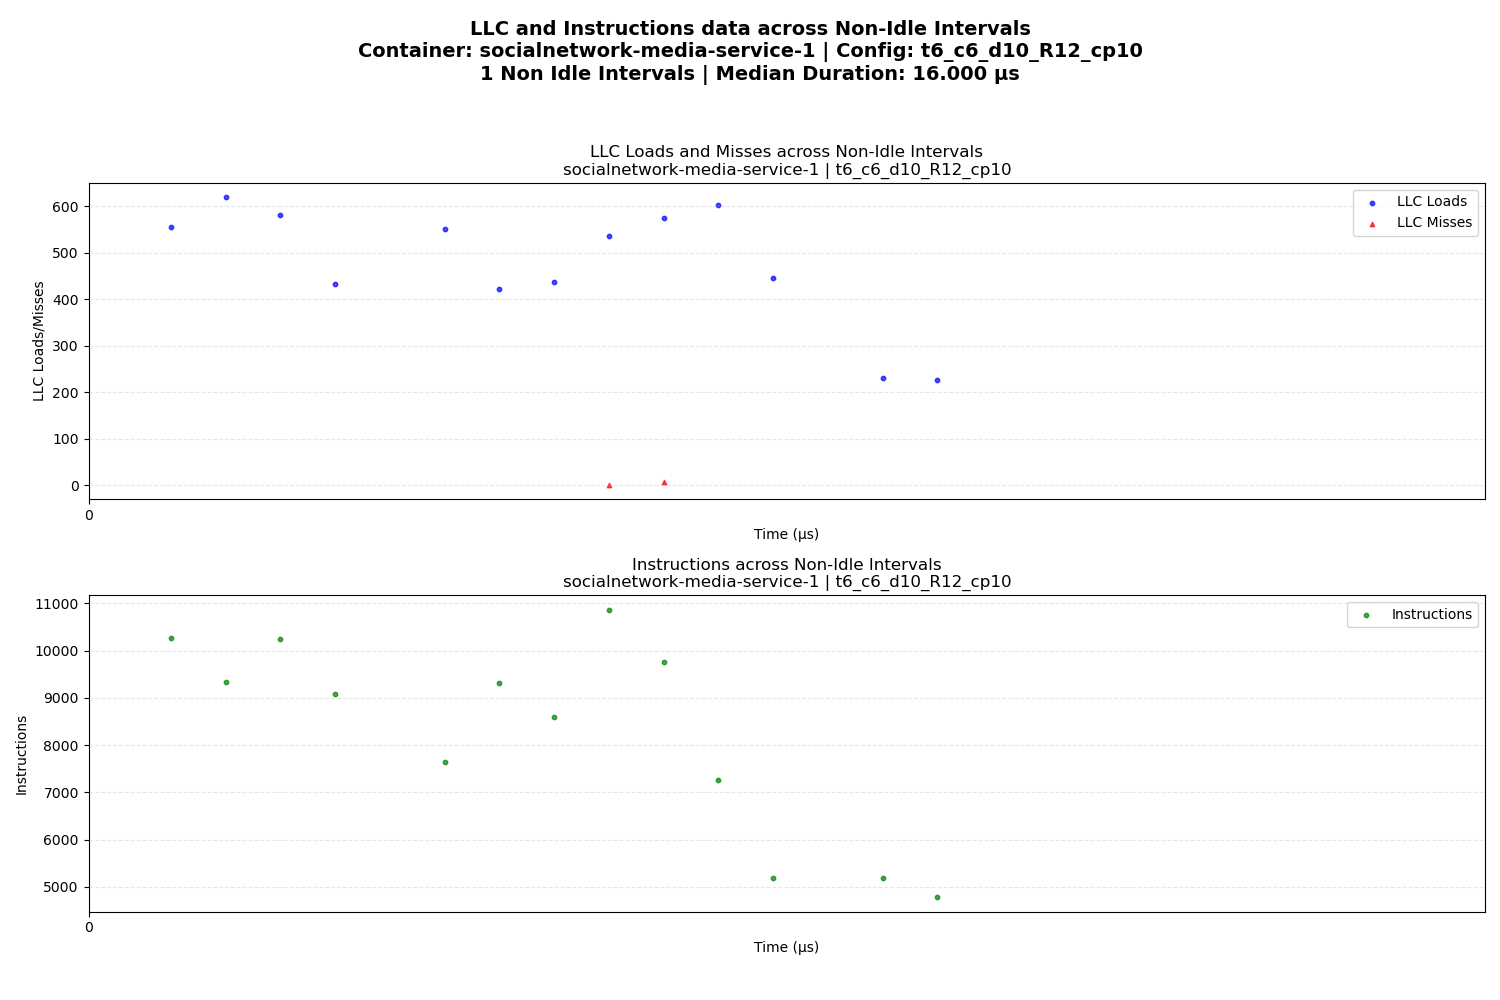 LLC and Instructions data across Non-Idle Intervals
Container: socialnetwork-media-service-1 | Config: t6_c6_d10_R12_cp10
1 Non Idle Intervals | Median Duration: 16.000 µs
LLC Loads and Misses across Non-Idle Intervals
socialnetwork-media-service-1 | t6_c6_d10_R12_cp10
LLC Loads
LLC Misses
600
500
400
300
200
100
0
LLC Loads/Misses
0
Time (µs)
Instructions across Non-Idle Intervals
socialnetwork-media-service-1 | t6_c6_d10_R12_cp10
Instructions
11000
10000
9000
8000
7000
6000
5000
Instructions
0
Time (µs)